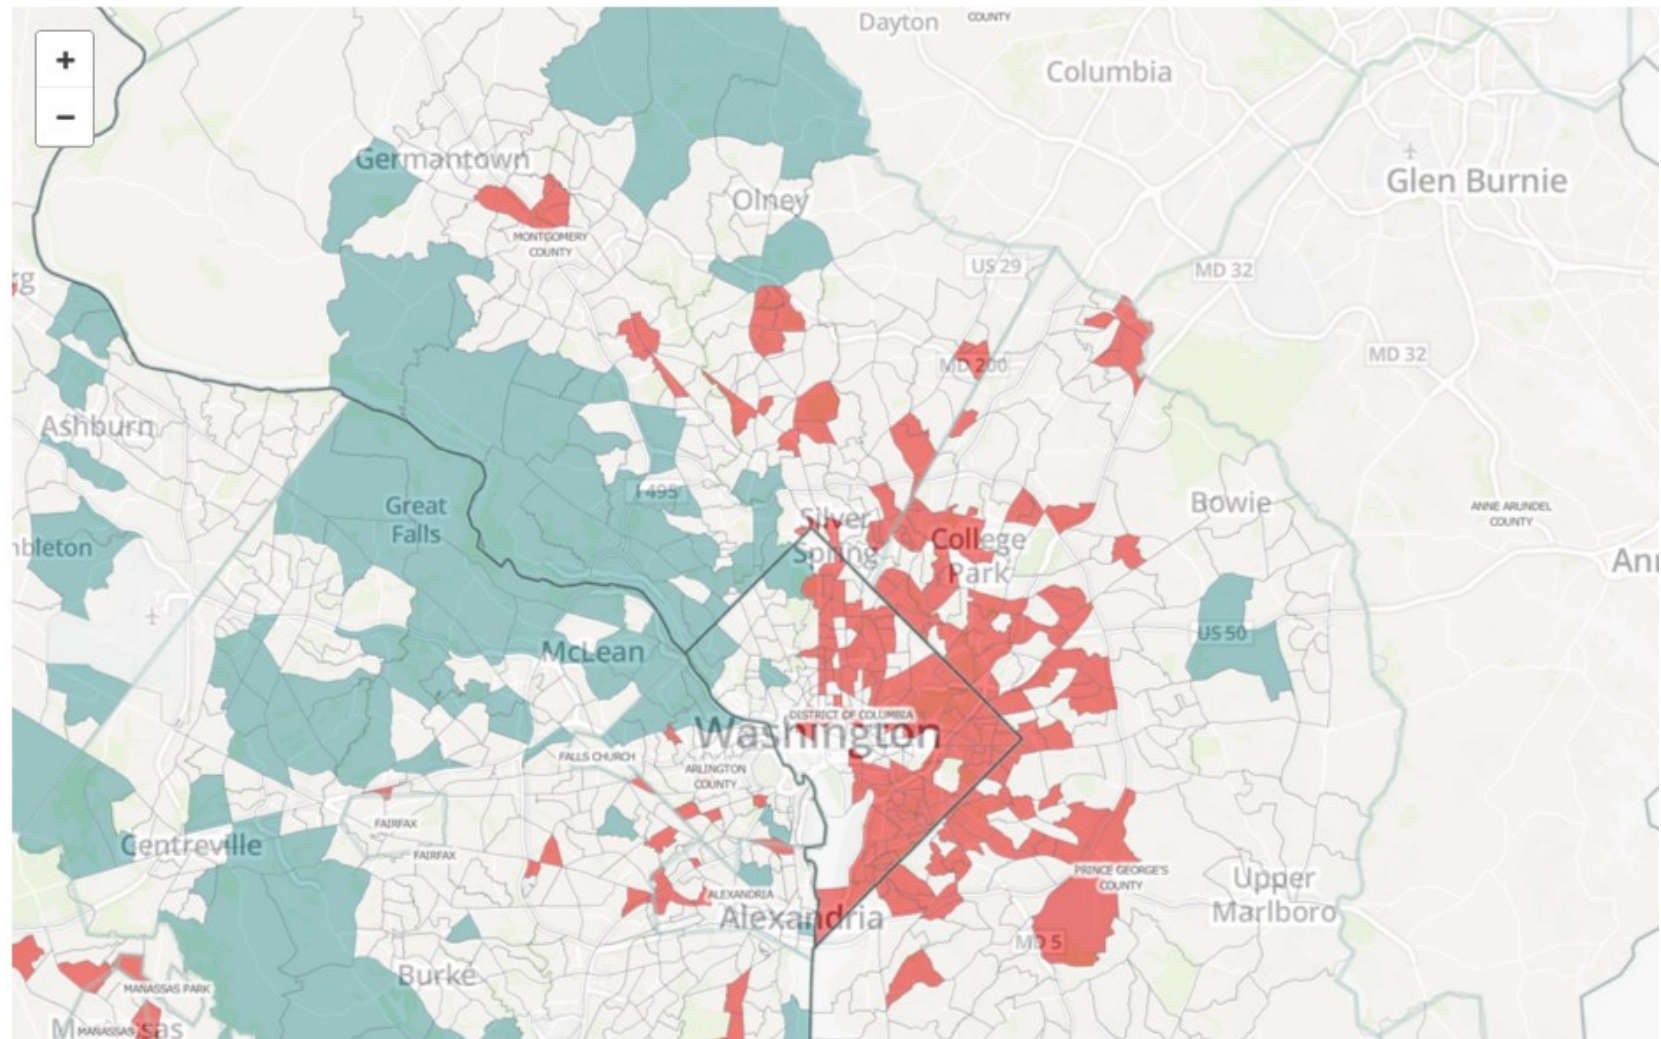 +
−
Dayton
COUNTY
Columbia
Glen Burnie
Germantown
Olney
MONTGOMERY
COUNTY
US 29
MD 32
MD 32
MD 200
Ashburn
Great
Falls
I 495
Silver
Spring
College
Park
Bowie
ANNE ARUNDEL
COUNTY
McLean
US 50
DISTRICT OF COLUMBIA
Washington
FALLS CHURCH
ARLINGTON
COUNTY
FAIRFAX
FAIRFAX
Centreville
ALEXANDRIA
Alexandria
PRINCE GEORGE'S
COUNTY
Upper
Marlboro
MD 5
Burke
MANASSAS PARK
MANASSAS